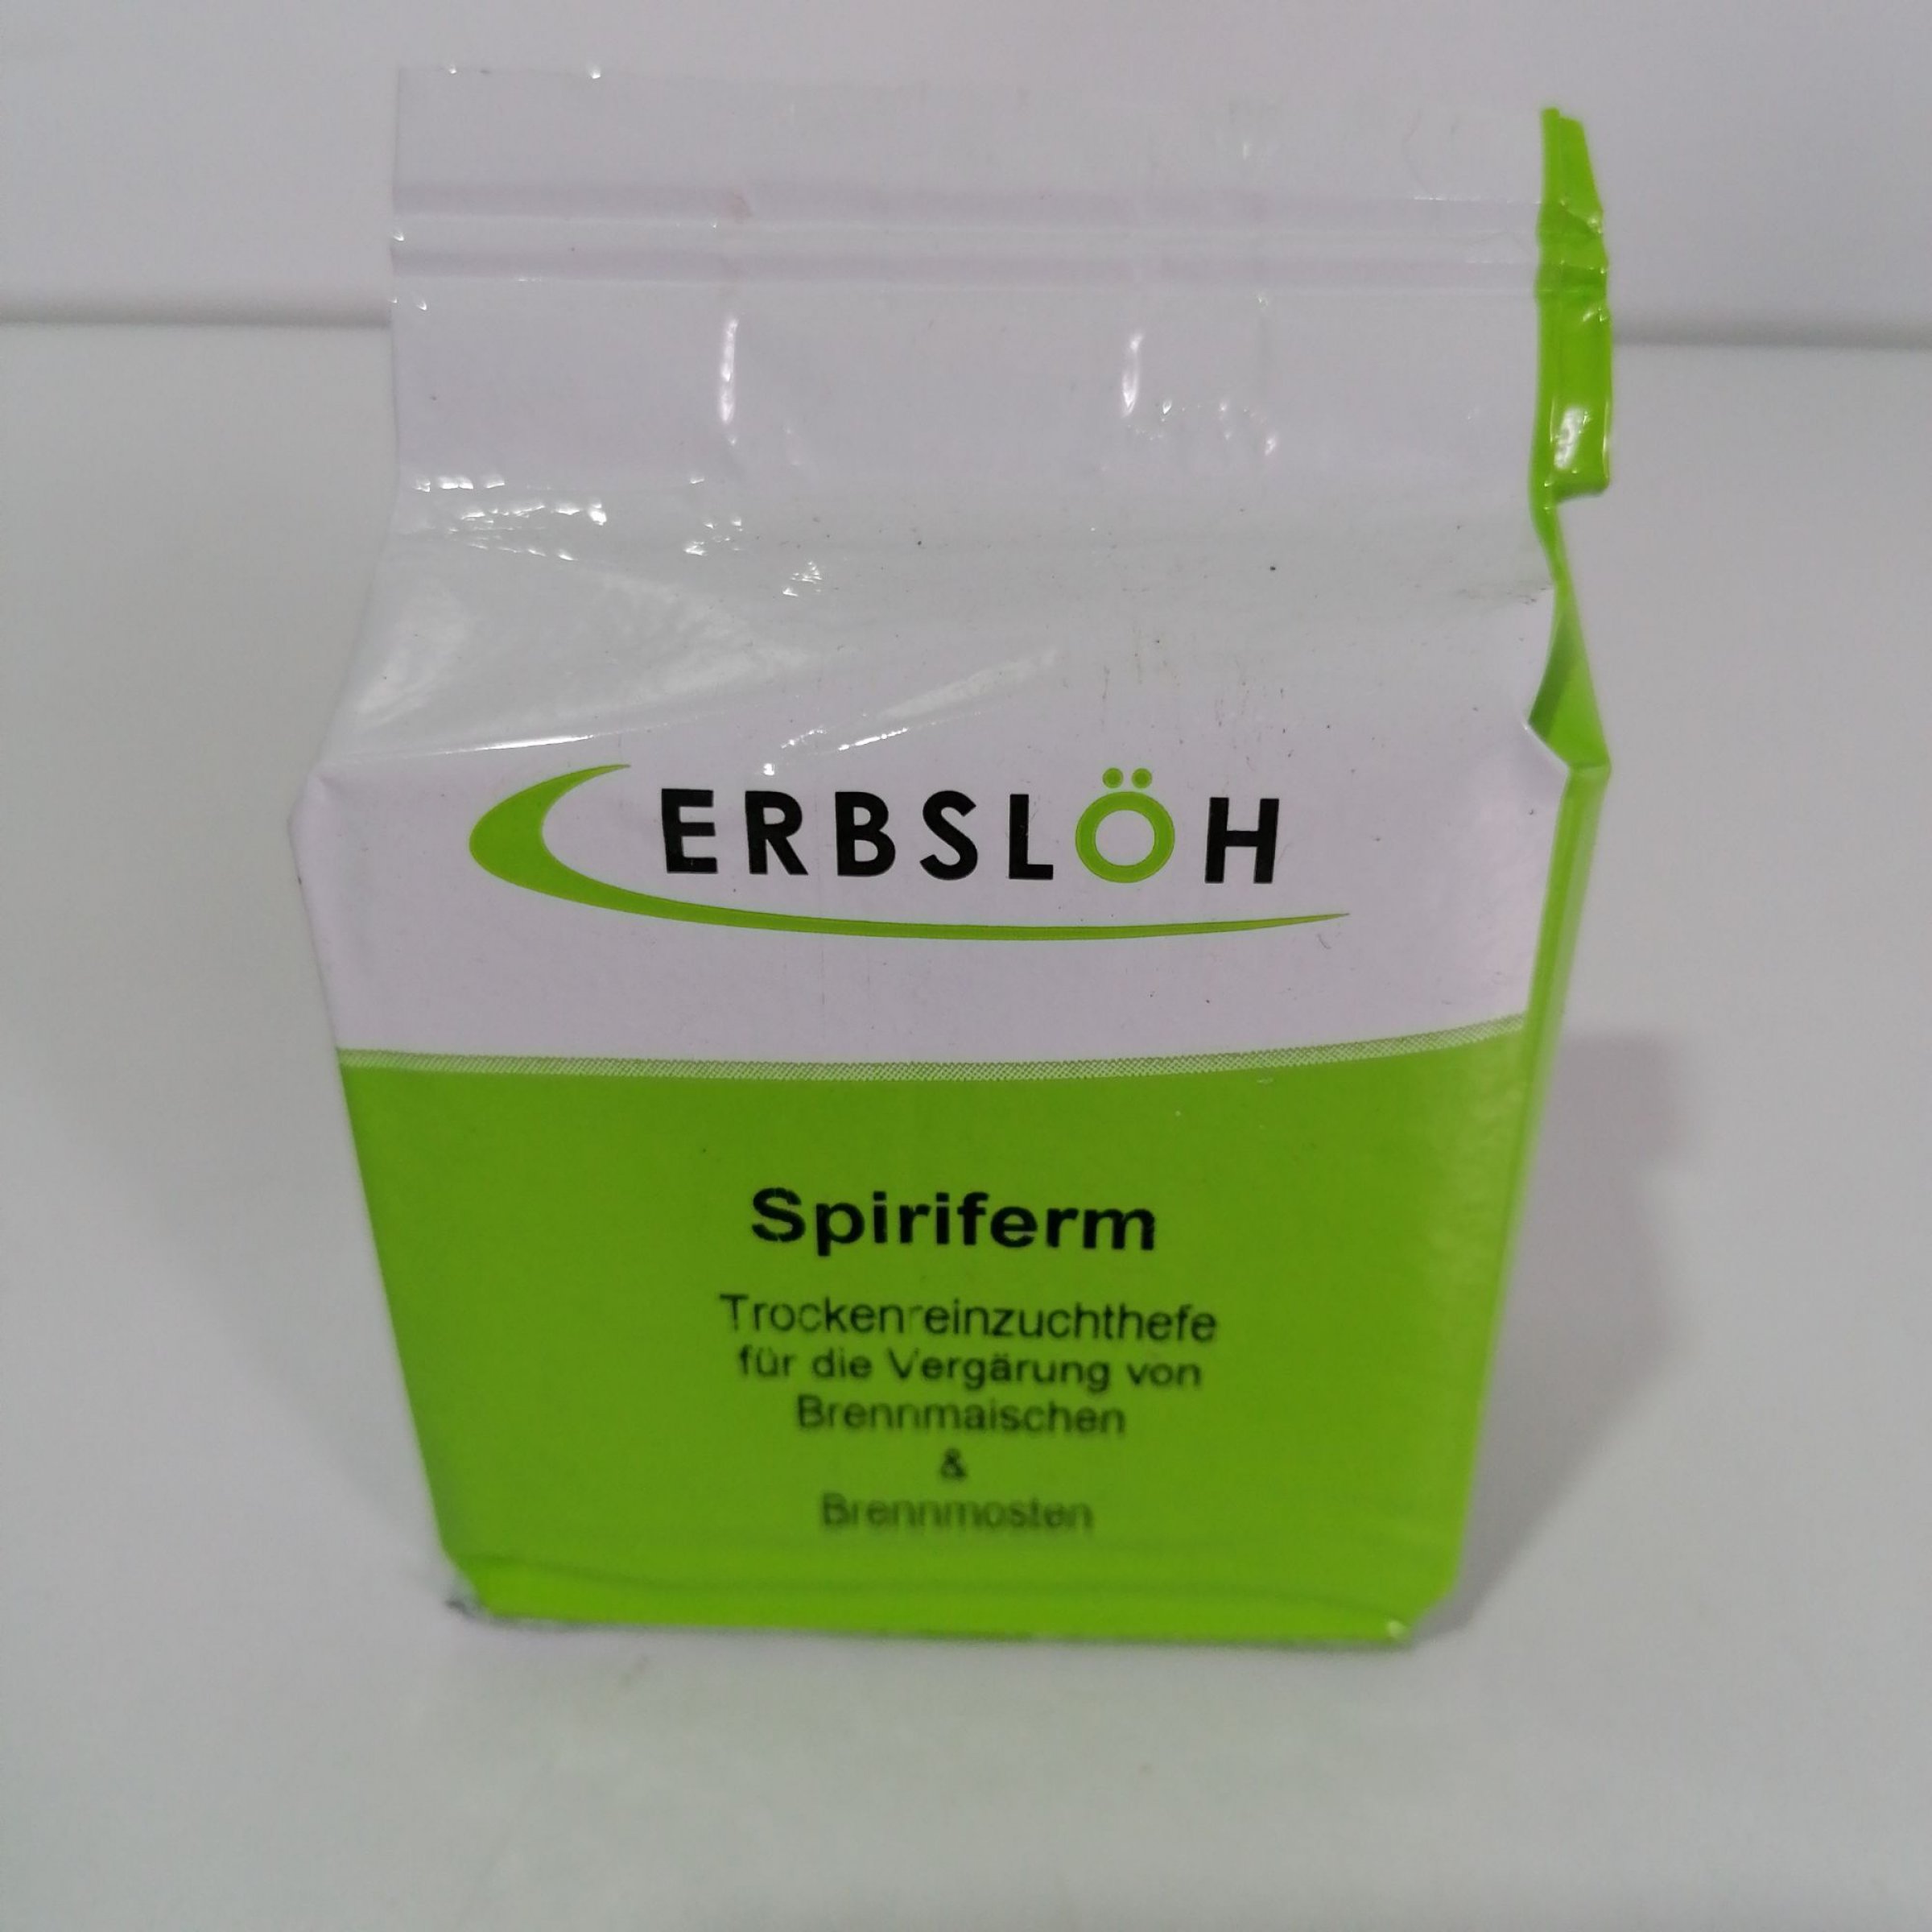 ERBSLÖH
Spiriferm
Trockenreinzuchthefe
für die Vergärung von
Brennmaischen
&
Brennmosten